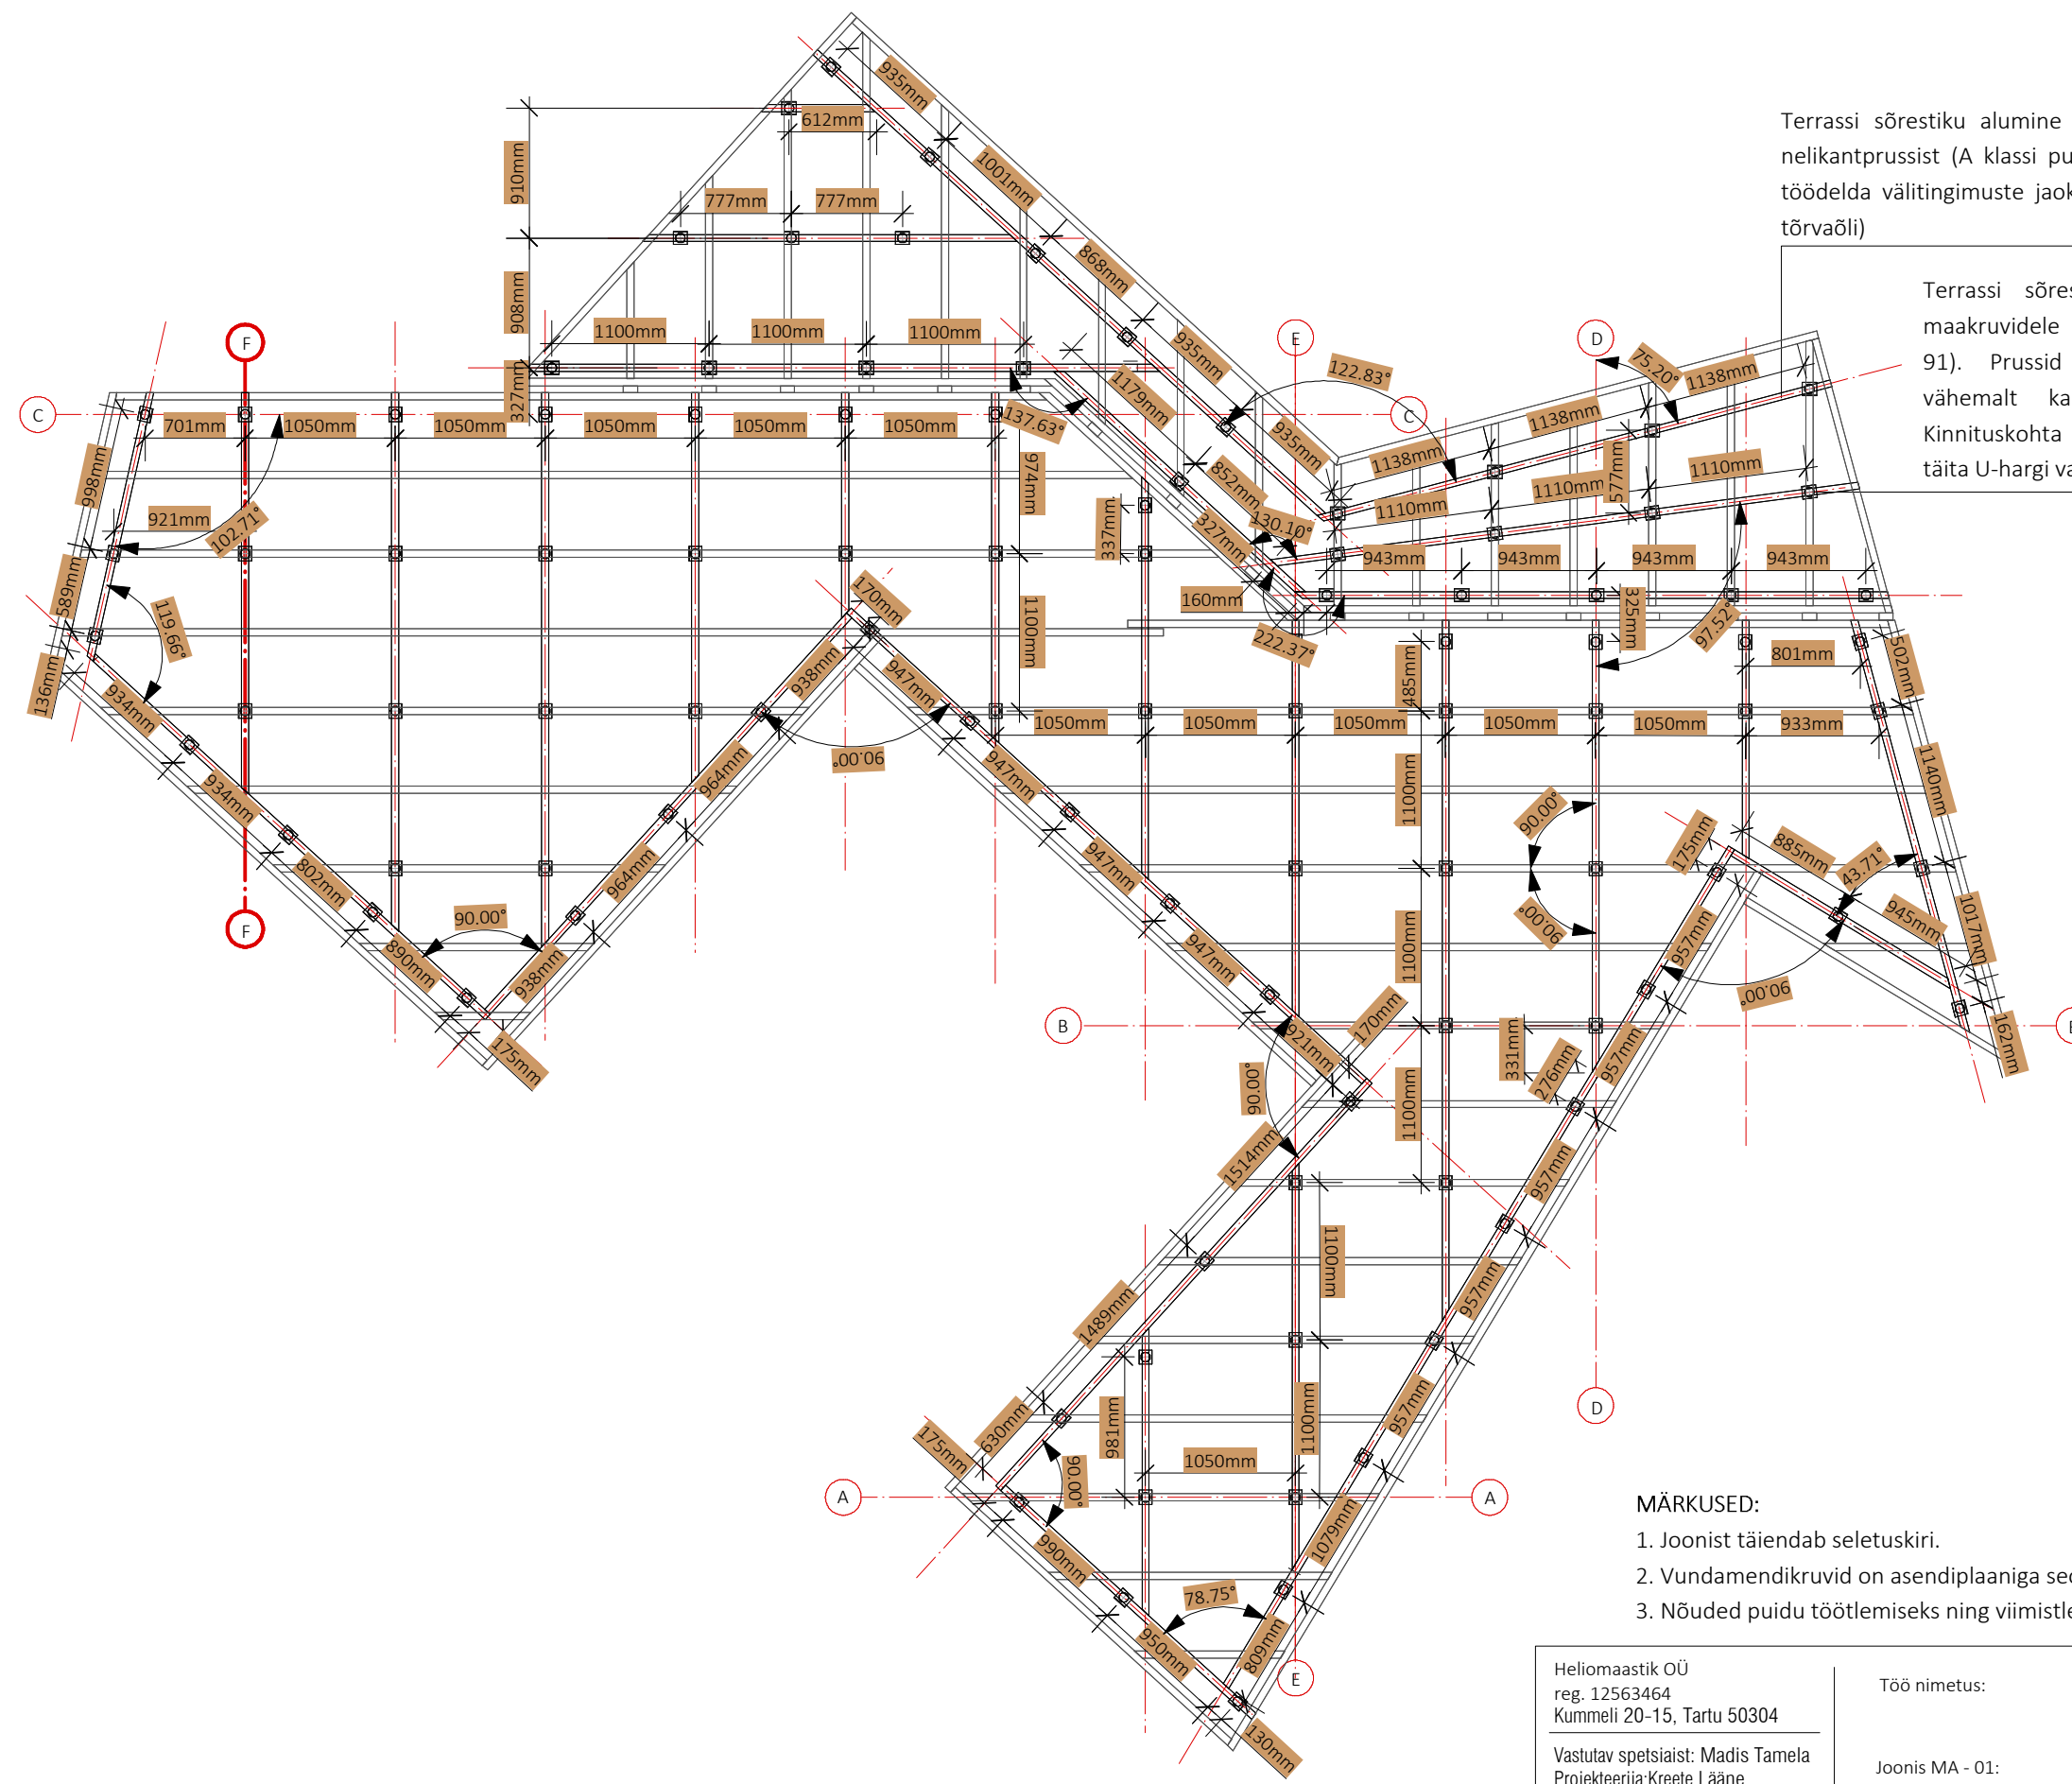 Terrassi sõrestiku alumine
nelikantprussist (A klassi pu
töödelda välitingimuste jaok
tõrvaõli)
Terrassi sõres
maakruvidele
91). Prussid
vähemalt ka
Kinnituskohta
täita U-hargi va
935mm
612mm
910mm
1001mm
777mm
777mm
868mm
908mm
1100mm
1100mm
1100mm
935mm
327mm
F
E
D
122.83°
75.20°
1138mm
1179mm
C
C
137.63°
1138mm
701mm
1050mm
1050mm
1050mm
1050mm
1050mm
935mm
1138mm
998mm
974mm
852mm
577mm
1110mm
1110mm
1110mm
921mm
102.71°
337mm
327mm
130.10°
943mm
943mm
943mm
943mm
589mm
119.66°
170mm
1100mm
160mm
325mm
97.52°
222.37°
136mm
934mm
938mm
947mm
485mm
801mm
502mm
1050mm
1050mm
1050mm
1050mm
1050mm
933mm
90.00°
934mm
964mm
947mm
1100mm
90.00°
175mm
885mm
43.71°
1140mm
802mm
964mm
947mm
90.00°
945mm
1017mm
F
90.00°
890mm
938mm
947mm
1100mm
957mm
90.00°
175mm
B
921mm
170mm
331mm
276mm
957mm
162mm
90.00°
1100mm
1514mm
957mm
1100mm
1489mm
957mm
957mm
D
630mm
175mm
981mm
1100mm
90.00°
1050mm
A
A
990mm
1079mm
78.75°
950mm
809mm
E
130mm
MÄRKUSED:
1. Joonist täiendab seletuskiri.
2. Vundamendikruvid on asendiplaaniga seo
3. Nõuded puidu töötlemiseks ning viimistle
Heliomaastik OÜ
reg. 12563464
Kummeli 20-15, Tartu 50304
Vastutav spetsiaist: Madis Tamela
Projekteerija:Kreete Lääne
Töö nimetus:
Joonis MA - 01: